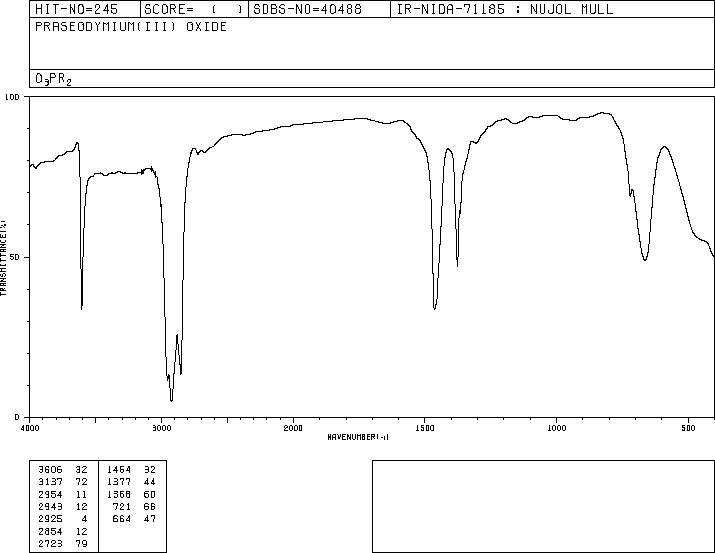 HIT-NO=245 SCORE= ( ) SDBS-NO=40488 IR-NIDA-71185 : NUJOL MULL
PRASEODYMIUM(III) OXIDE
O3PR2
100
50
0
TRANSMITTANCE(%)
4000 3000 2000 1500 1000 500
WAVENUMBER(-1)
3606 32 1464 32
3137 72 1377 44
2954 11 1368 60
2949 12 721 66
2925 4 664 47
2854 12
2723 79